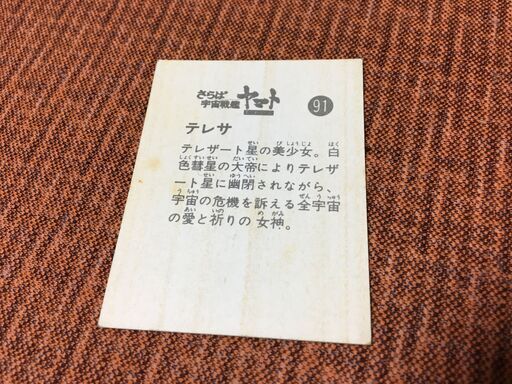 さらば
宇宙戦艦
ヤマト
91
テレサ
テレザート星の美少女。白
色彗星の大帝によりテレザ
ート星に幽閉されながら、
宇宙の危機を訴える全宇宙
の愛と祈りの女神。